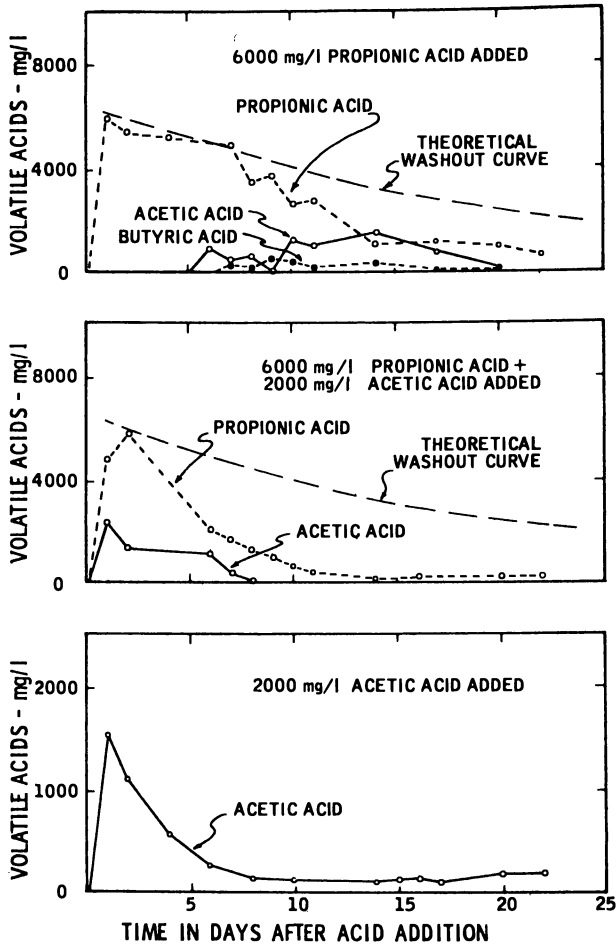 VOLATILE ACIDS - mg/l
8000
4000
0
6000 mg/l PROPIONIC ACID ADDED
PROPIONIC ACID
THEORETICAL
WASHOUT CURVE
ACETIC ACID
BUTYRIC ACID
VOLATILE ACIDS - mg/l
8000
4000
0
6000 mg/l PROPIONIC ACID +
2000 mg/l ACETIC ACID ADDED
PROPIONIC ACID
THEORETICAL
WASHOUT CURVE
ACETIC ACID
VOLATILE ACIDS - mg/l
2000
1000
0
2000 mg/l ACETIC ACID ADDED
ACETIC ACID
5 10 15 20 25
TIME IN DAYS AFTER ACID ADDITION